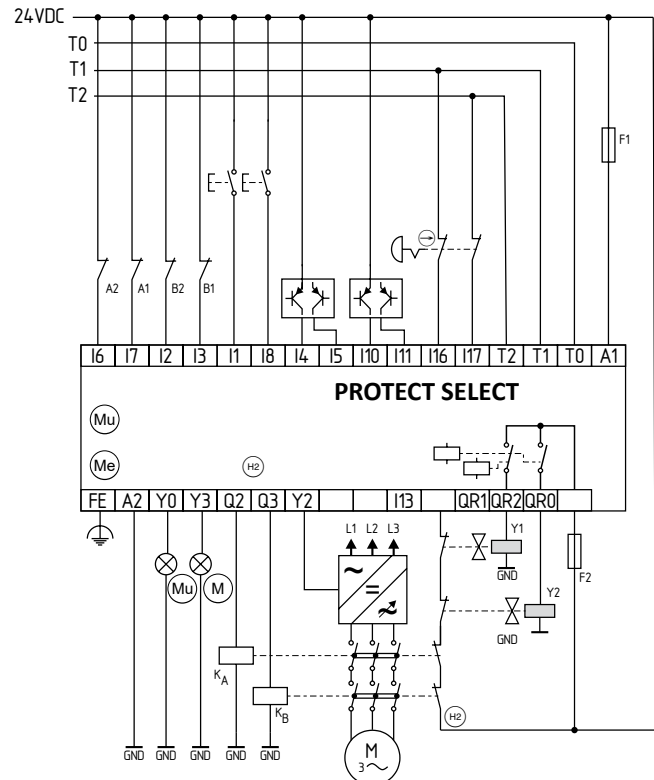 24VDC
T0
T1
T2
F1
A2 A1 B2 B1
I6 I7 I2 I3 I1 I8 I4 I5 I10 I11 I16 I17 T2 T1 T0 A1
PROTECT SELECT
Mu
Me
H2
FE A2 Y0 Y3 Q2 Q3 Y2 I13 QR1 QR2 QR0
L1 L2 L3
Y1
GND
F2
Mu M
Y2
GND
KA
KB
H2
M
3
GND GND GND GND GND